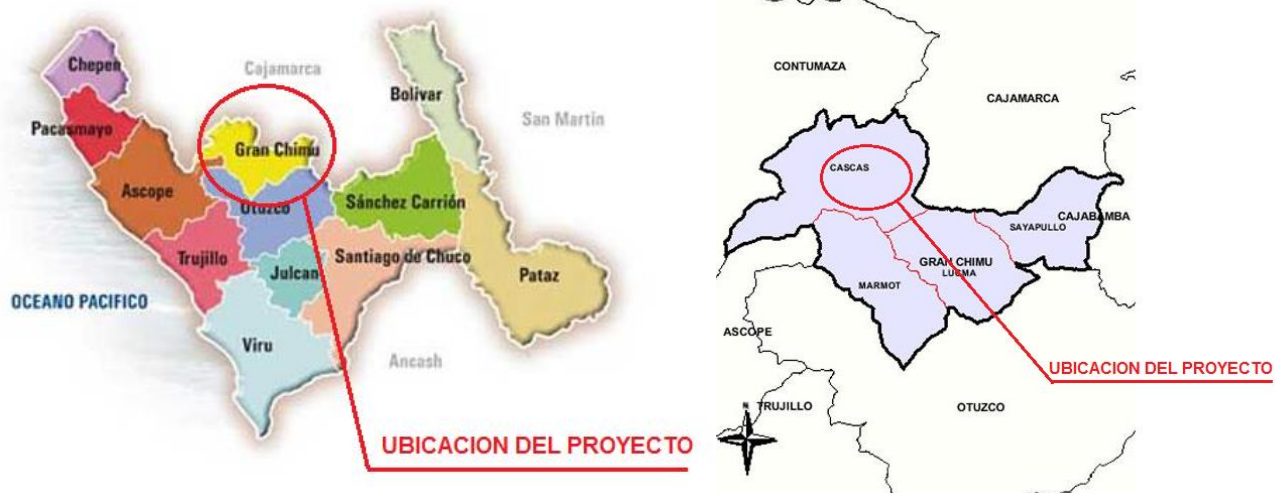 Chepen
Cajamarca
Bolivar
San Martín
Pacasmayo
Gran Chimu
Ascope
Otuzco
Sánchez Carrión
Trujillo
Julcan
Santiago de Chuco
Pataz
OCEANO PACIFICO
Viru
Ancash
UBICACION DEL PROYECTO
CONTUMAZA
CAJAMARCA
CASCAS
CAJABAMBA
SAYAPULLO
GRAN CHIMU
LUCMA
MARMOT
ASCOPE
UBICACION DEL PROYECTO
N
TRUJILLO
OTUZCO